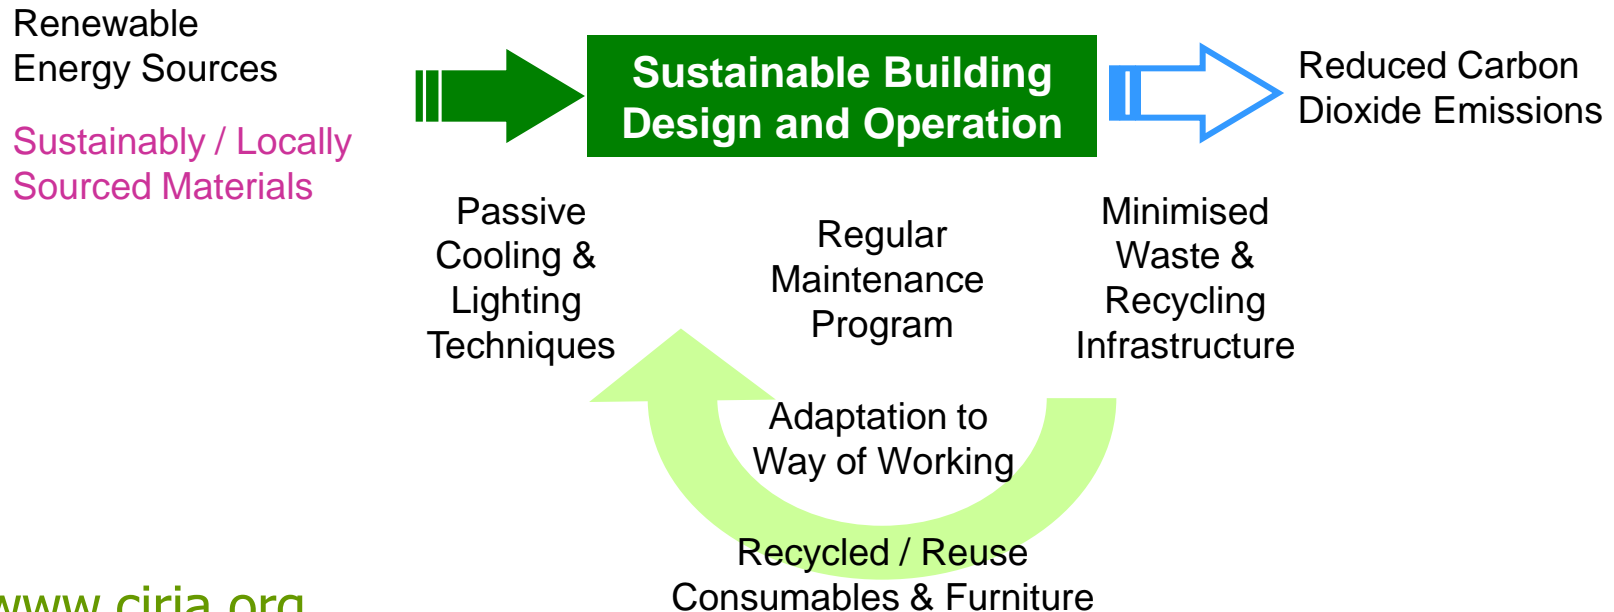 Renewable
Energy Sources
Sustainably / Locally
Sourced Materials
Sustainable Building
Design and Operation
Reduced Carbon
Dioxide Emissions
Passive
Cooling &
Lighting
Techniques
Regular
Maintenance
Program
Minimised
Waste &
Recycling
Infrastructure
Adaptation to
Way of Working
Recycled / Reuse
Consumables & Furniture
www.ciria.org